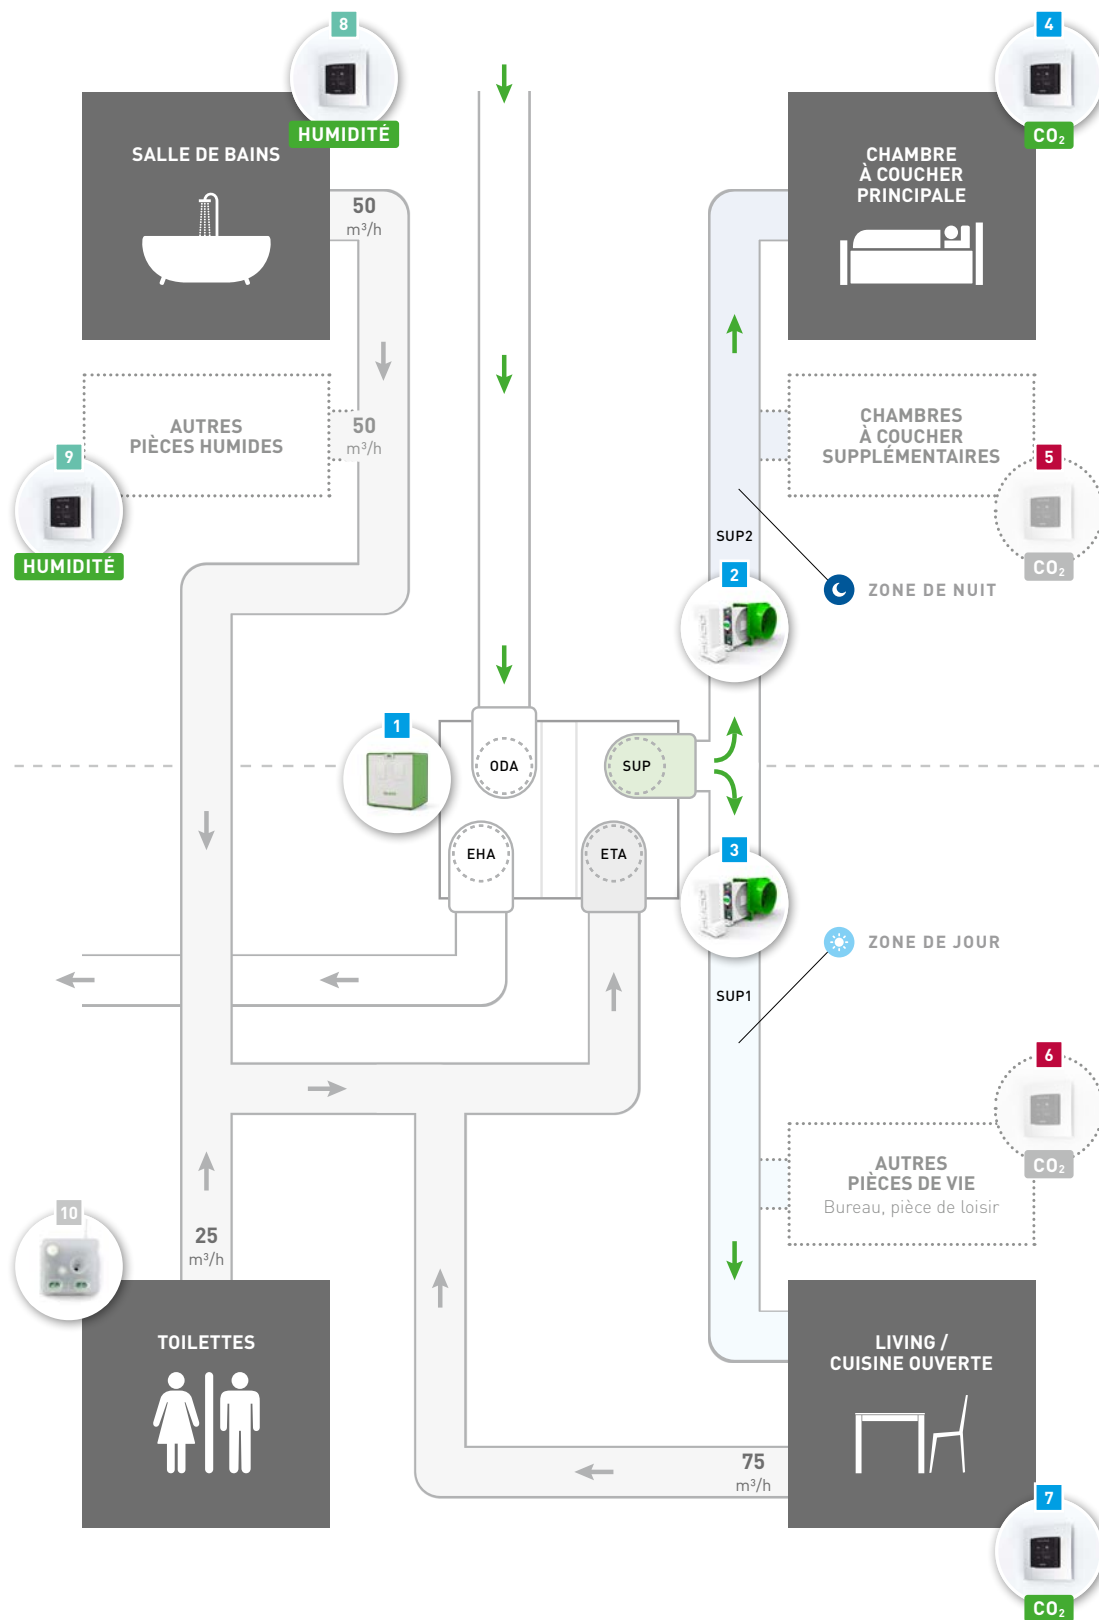 8
HUMIDITÉ
SALLE DE BAINS
50
m³/h
4
CO₂
CHAMBRE
À COUCHER
PRINCIPALE
AUTRES
PIÈCES HUMIDES
50
m³/h
9
HUMIDITÉ
CHAMBRES
À COUCHER
SUPPLÉMENTAIRES
5
CO₂
SUP2
2
ZONE DE NUIT
1
ODA
SUP
EHA
ETA
3
ZONE DE JOUR
SUP1
6
CO₂
AUTRES
PIÈCES DE VIE
Bureau, pièce de loisir
10
25
m³/h
TOILETTES
LIVING /
CUISINE OUVERTE
75
m³/h
7
CO₂